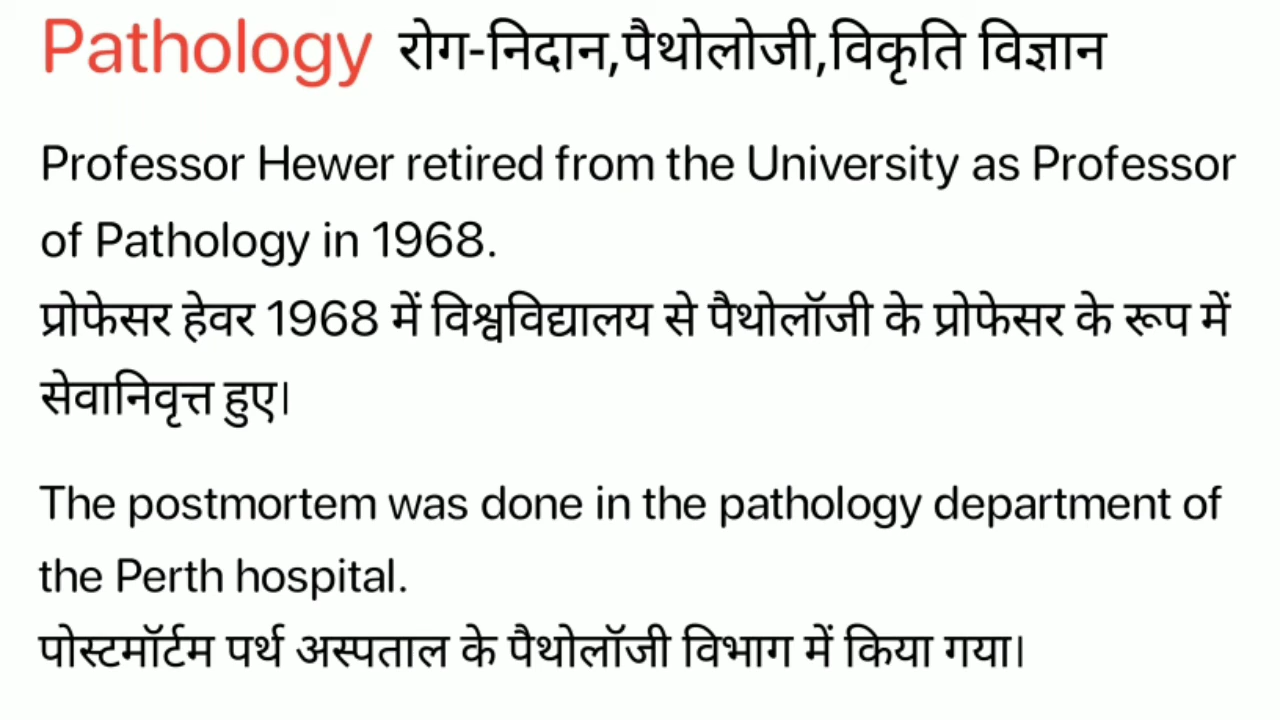 Pathology रोग-निदान,पैथोलोजी,विकृति विज्ञान
Professor Hewer retired from the University as Professor
of Pathology in 1968.
प्रोफेसर हेवर 1968 में विश्वविद्यालय से पैथोलॉजी के प्रोफेसर के रूप में
सेवानिवृत्त हुए।
The postmortem was done in the pathology department of
the Perth hospital.
पोस्टमॉर्टम पर्थ अस्पताल के पैथोलॉजी विभाग में किया गया।